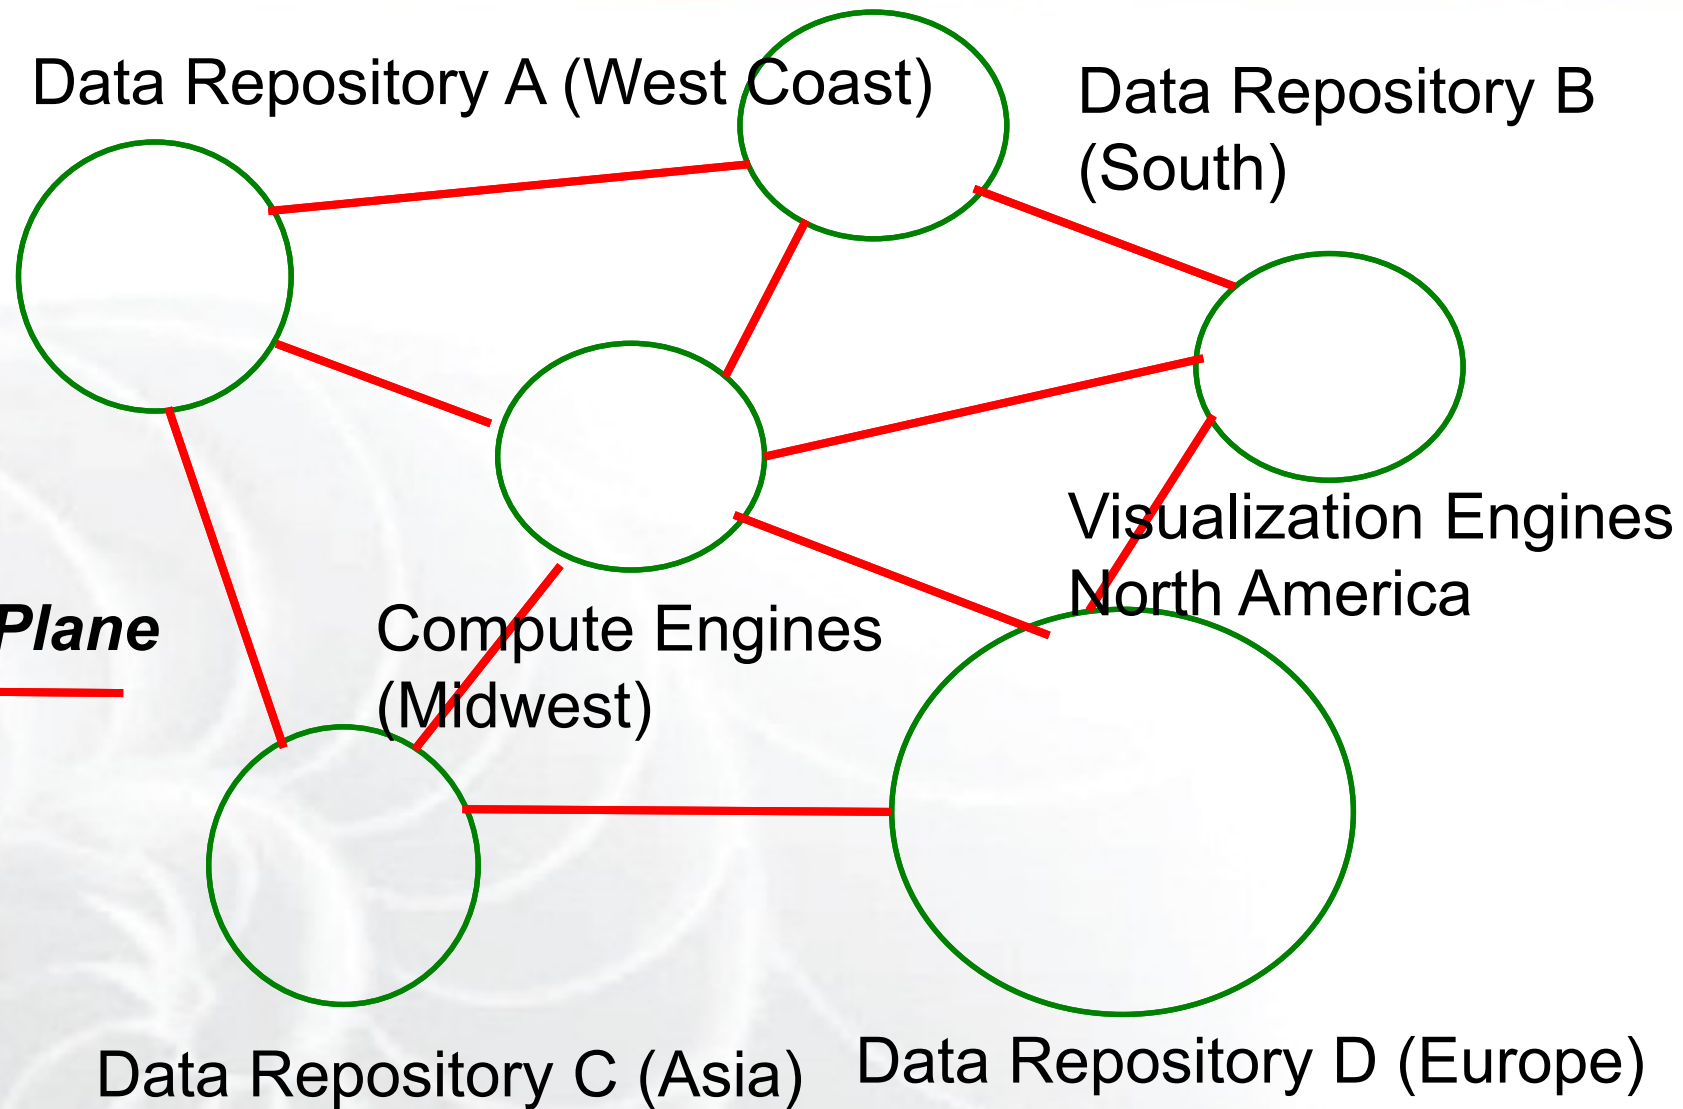 Data Repository A (West Coast)
Data Repository B
(South)
Visualization Engines
North America
Plane
Compute Engines
(Midwest)
Data Repository C (Asia)
Data Repository D (Europe)